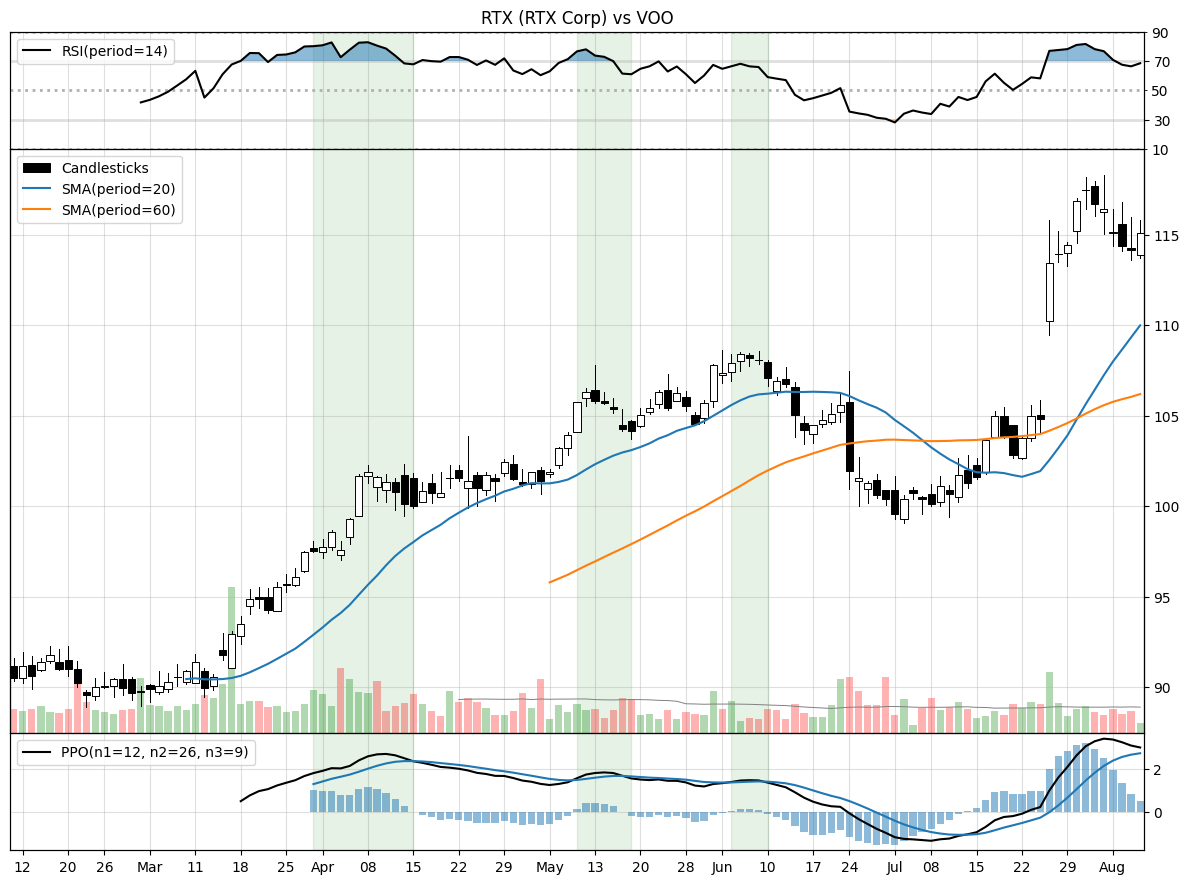 RTX (RTX Corp) vs VOO
RSI(period=14)
90
70
50
30
10
Candlesticks
SMA(period=20)
SMA(period=60)
115
110
105
100
95
90
PPO(n1=12, n2=26, n3=9)
2
0
12 20 26 Mar 11 18 25 Apr 08 15 22 29 May 13 20 28 Jun 10 17 24 Jul 08 15 22 29 Aug